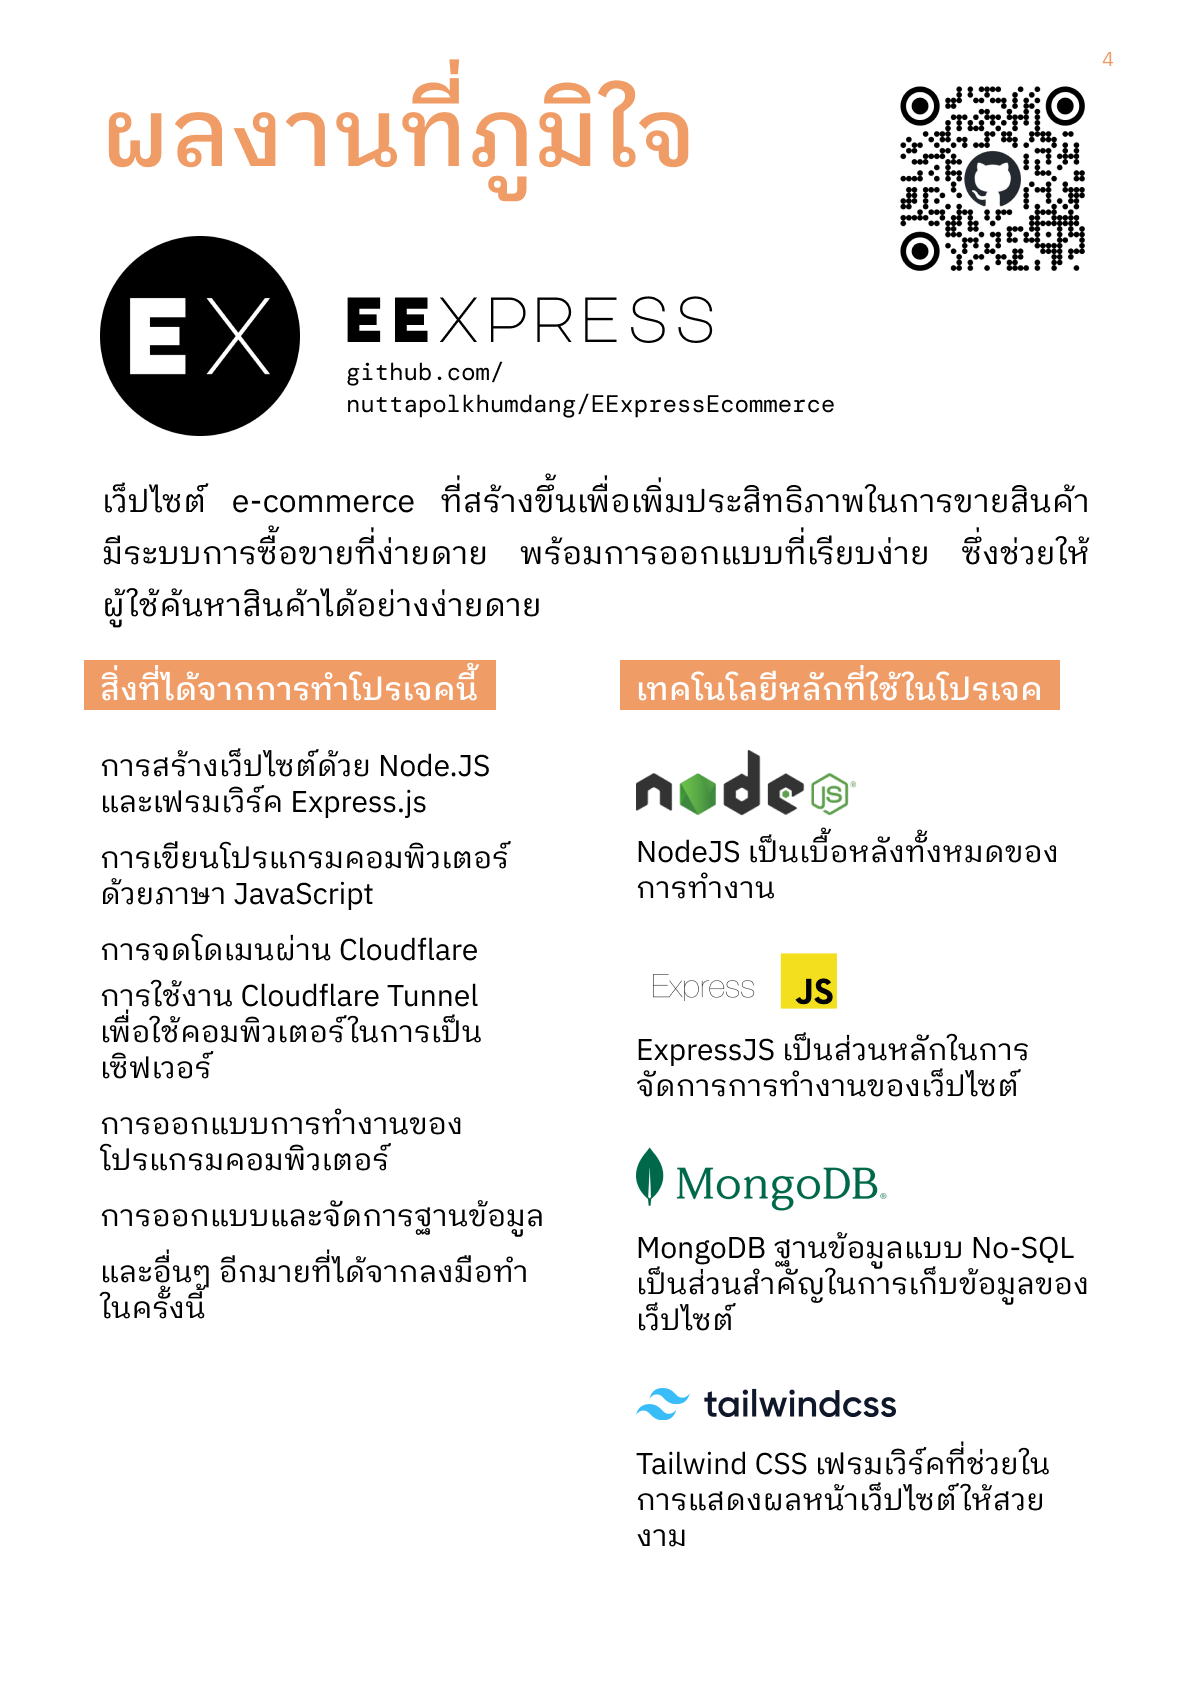 4
ผลงานที่ภูมิใจ
EX
EEXPRESS
github.com/
nuttapolkhumdang/EExpressEcommerce
เว็ปไซต์ e-commerce ที่สร้างขึ้นเพื่อเพิ่มประสิทธิภาพในการขายสินค้า
มีระบบการซื้อขายที่ง่ายดาย พร้อมการออกแบบที่เรียบง่าย ซึ่งช่วยให้
ผู้ใช้ค้นหาสินค้าได้อย่างง่ายดาย
สิ่งที่ได้จากการทำโปรเจคนี้
การสร้างเว็ปไซต์ด้วย Node.JS
และเฟรมเวิร์ค Express.js
การเขียนโปรแกรมคอมพิวเตอร์
ด้วยภาษา JavaScript
การจดโดเมนผ่าน Cloudflare
การใช้งาน Cloudflare Tunnel
เพื่อใช้คอมพิวเตอร์ในการเป็น
เซิฟเวอร์
การออกแบบการทำงานของ
โปรแกรมคอมพิวเตอร์
การออกแบบและจัดการฐานข้อมูล
และอื่นๆ อีกมายที่ได้จากลงมือทำ
ในครั้งนี้
เทคโนโลยีหลักที่ใช้ในโปรเจค
node JS ®
NodeJS เป็นเบื้อหลังทั้งหมดของ
การทำงาน
Express JS
ExpressJS เป็นส่วนหลักในการ
จัดการการทำงานของเว็ปไซต์
MongoDB®
MongoDB ฐานข้อมูลแบบ No-SQL
เป็นส่วนสำคัญในการเก็บข้อมูลของ
เว็ปไซต์
tailwindcss
Tailwind CSS เฟรมเวิร์คที่ช่วยใน
การแสดงผลหน้าเว็ปไซต์ให้สวย
งาม